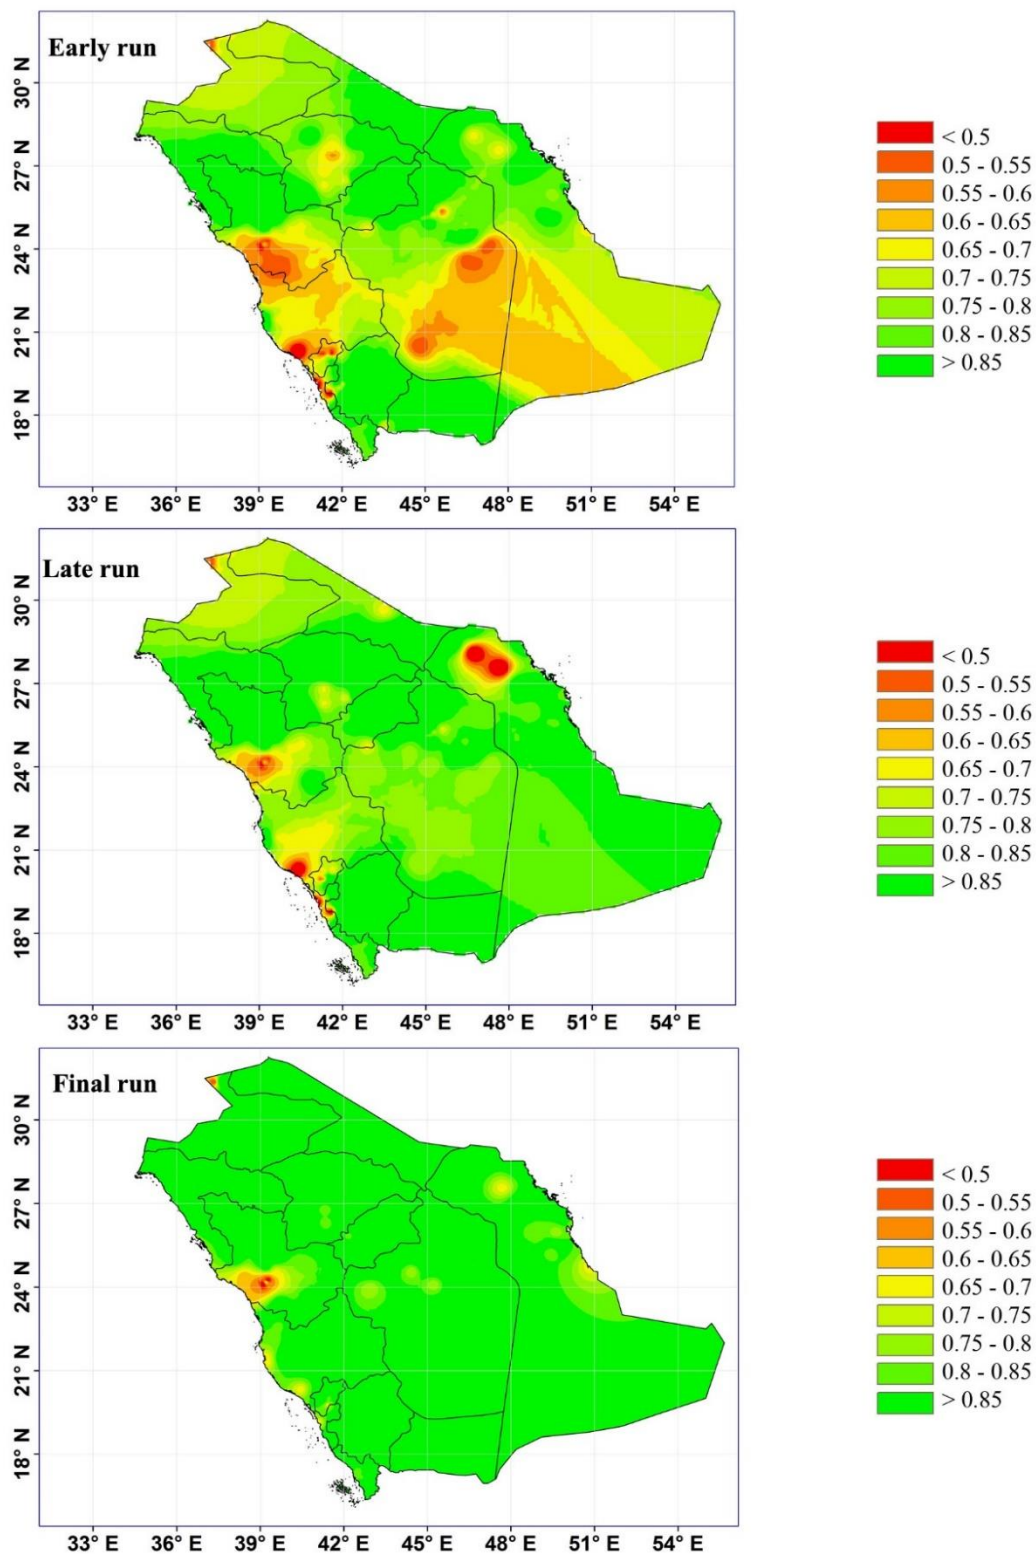 Early run
30° N
27° N
24° N
21° N
18° N
33° E 36° E 39° E 42° E 45° E 48° E 51° E 54° E
< 0.5
0.5 - 0.55
0.55 - 0.6
0.6 - 0.65
0.65 - 0.7
0.7 - 0.75
0.75 - 0.8
0.8 - 0.85
> 0.85
Late run
30° N
27° N
24° N
21° N
18° N
33° E 36° E 39° E 42° E 45° E 48° E 51° E 54° E
< 0.5
0.5 - 0.55
0.55 - 0.6
0.6 - 0.65
0.65 - 0.7
0.7 - 0.75
0.75 - 0.8
0.8 - 0.85
> 0.85
Final run
30° N
27° N
24° N
21° N
18° N
33° E 36° E 39° E 42° E 45° E 48° E 51° E 54° E
< 0.5
0.5 - 0.55
0.55 - 0.6
0.6 - 0.65
0.65 - 0.7
0.7 - 0.75
0.75 - 0.8
0.8 - 0.85
> 0.85